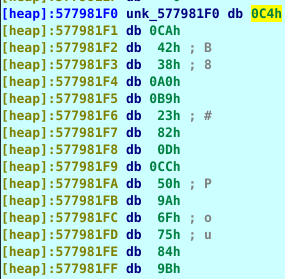 [heap]:577981F0 unk_577981F0 db 0C4h
[heap]:577981F1 db 0CAh
[heap]:577981F2 db 42h ; B
[heap]:577981F3 db 38h ; 8
[heap]:577981F4 db 0A0h
[heap]:577981F5 db 0B9h
[heap]:577981F6 db 23h ; #
[heap]:577981F7 db 82h
[heap]:577981F8 db 0Dh
[heap]:577981F9 db 0CCh
[heap]:577981FA db 50h ; P
[heap]:577981FB db 9Ah
[heap]:577981FC db 6Fh ; o
[heap]:577981FD db 75h ; u
[heap]:577981FE db 84h
[heap]:577981FF db 9Bh